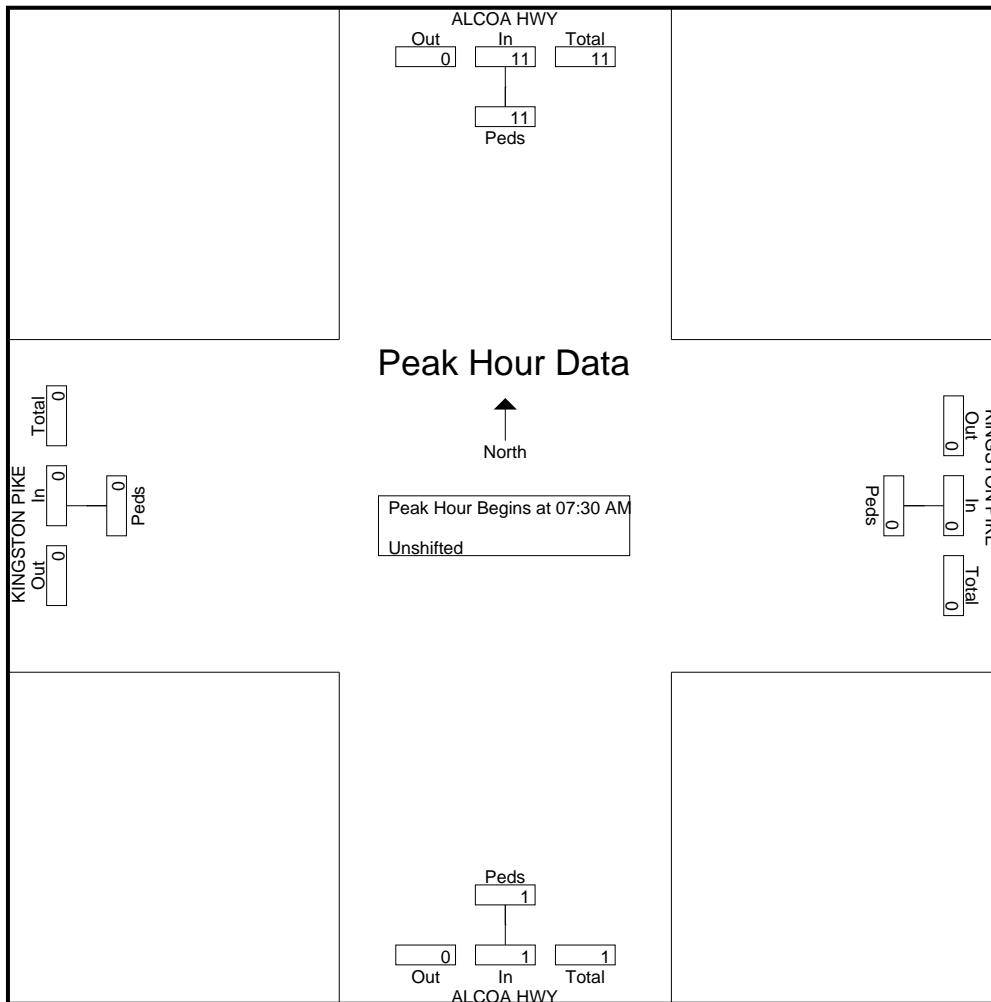 ALCOA HWY
Out In Total
0 11 11
11
Peds
Peak Hour Data
North
Peak Hour Begins at 07:30 AM
Unshifted
KINGSTON PIKE
Out In Total
0 0 0
0
Peds
KINGSTON PIKE
Out In Total
0 0 0
0
Peds
Peds
1
0 1 1
Out In Total
ALCOA HWY